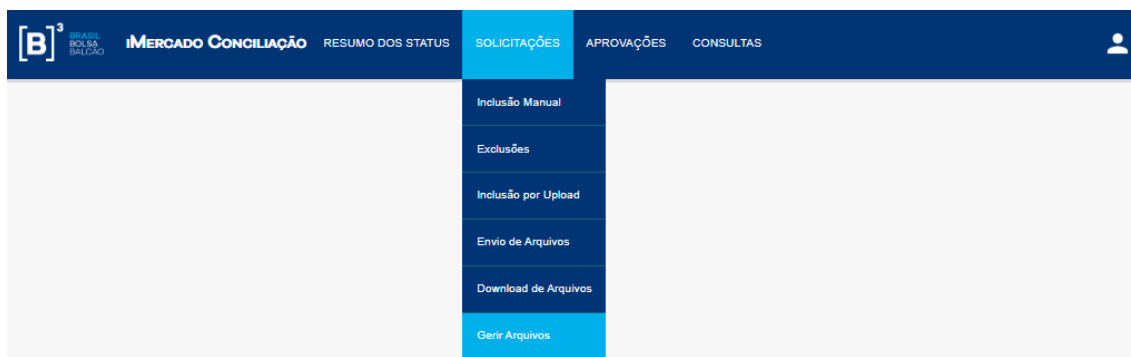 [B]³ BRASIL
BOLSA
BALCÃO
iMERCADO CONCILIAÇÃO RESUMO DOS STATUS SOLICITAÇÕES APROVAÇÕES CONSULTAS
Inclusão Manual
Exclusões
Inclusão por Upload
Envio de Arquivos
Download de Arquivos
Gerir Arquivos